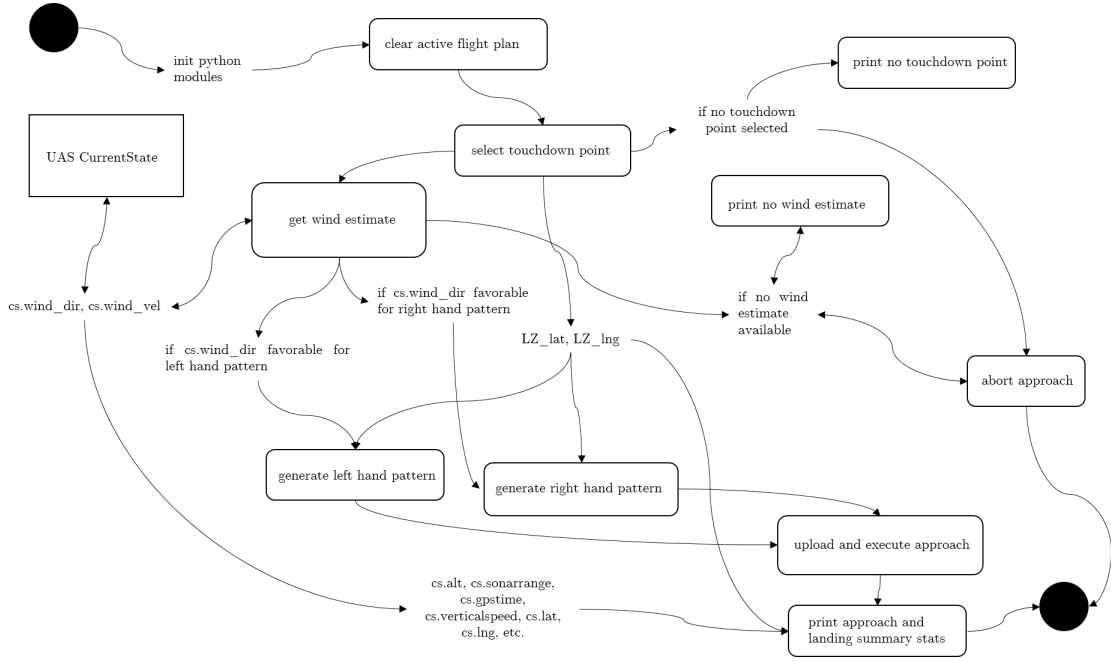 clear active flight plan
init python
modules
print no touchdown point
if no touchdown
point selected
UAS CurrentState
select touchdown point
get wind estimate
print no wind estimate
cs.wind_dir, cs.wind_vel
if cs.wind_dir favorable
for right hand pattern
if no wind
estimate
available
if cs.wind_dir favorable for
left hand pattern
LZ_lat, LZ_lng
abort approach
generate left hand pattern
generate right hand pattern
upload and execute approach
cs.alt, cs.sonarrange,
cs.gpstime,
cs.verticalspeed, cs.lat,
cs.lng, etc.
print approach and
landing summary stats